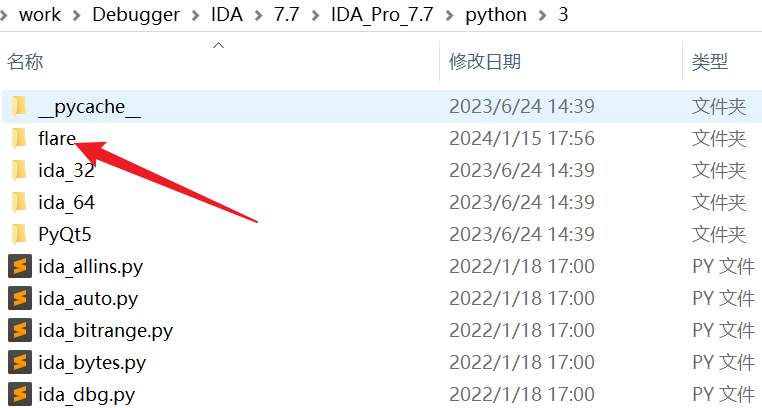 work > Debugger > IDA > 7.7 > IDA_Pro_7.7 > python > 3
名称 修改日期 类型
__pycache__ 2023/6/24 14:39 文件夹
flare 2024/1/15 17:56 文件夹
ida_32 2023/6/24 14:39 文件夹
ida_64 2023/6/24 14:39 文件夹
PyQt5 2023/6/24 14:39 文件夹
ida_allins.py 2022/1/18 17:00 PY 文件
ida_auto.py 2022/1/18 17:00 PY 文件
ida_bitrange.py 2022/1/18 17:00 PY 文件
ida_bytes.py 2022/1/18 17:00 PY 文件
ida_dbg.py 2022/1/18 17:00 PY 文件